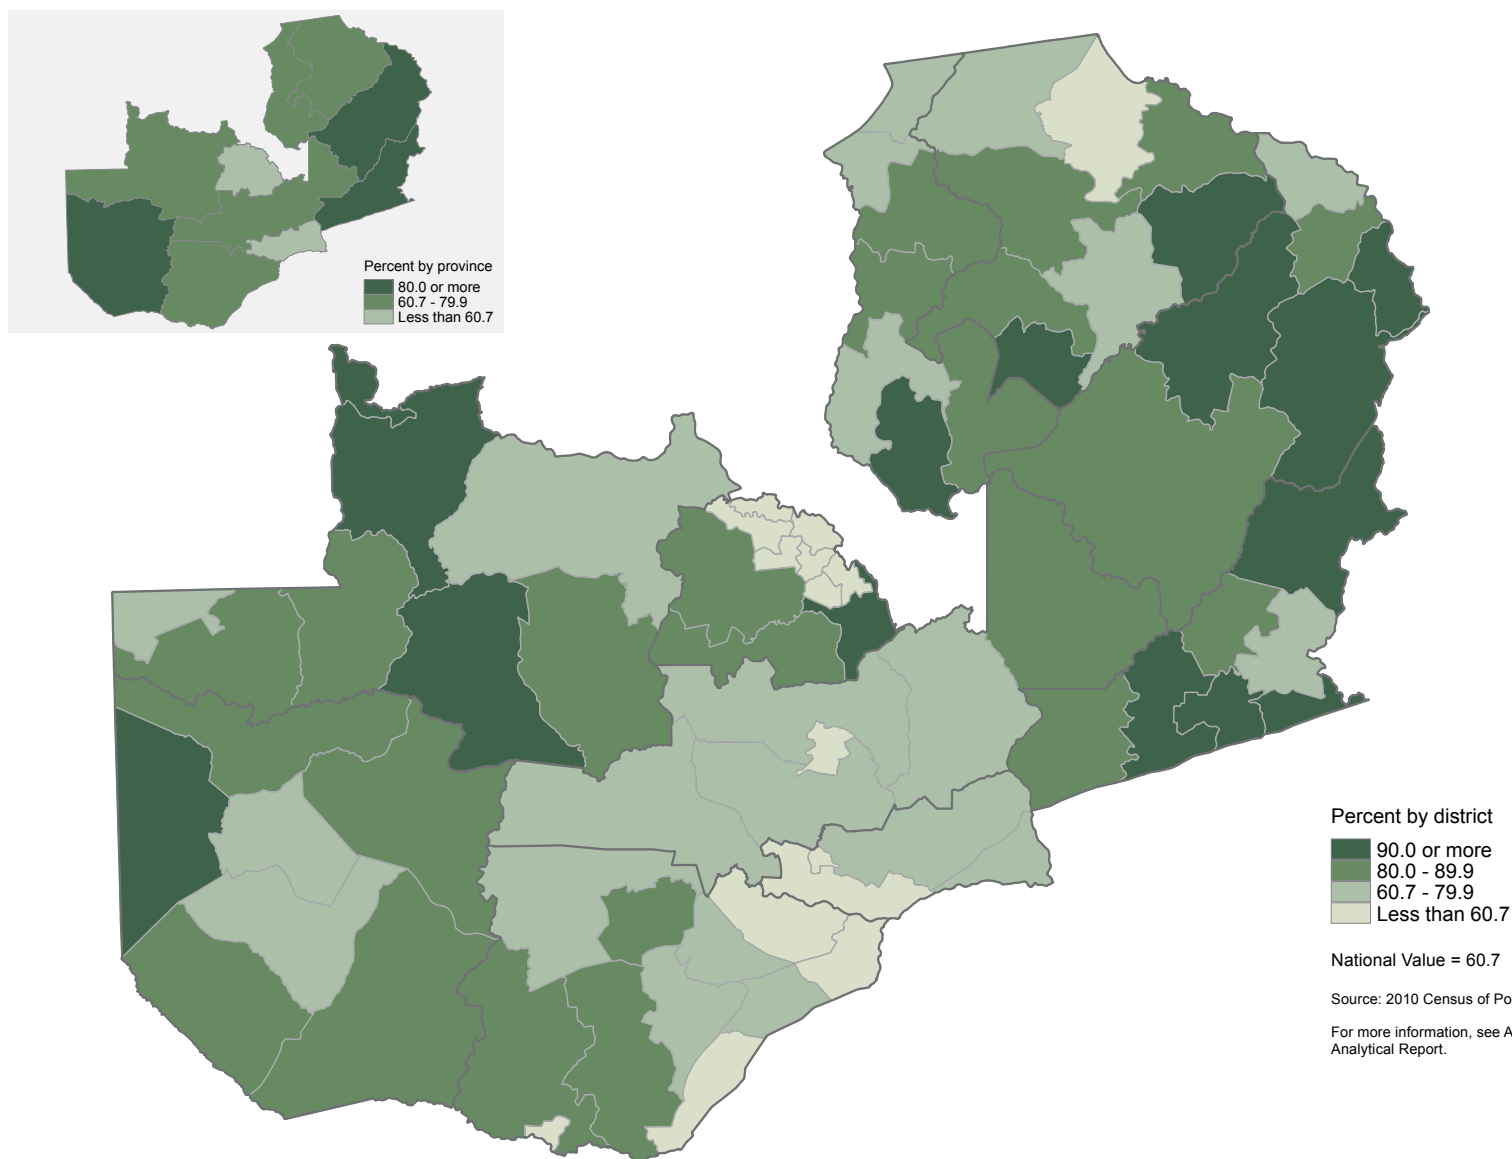 Percent by province
80.0 or more
60.7 - 79.9
Less than 60.7
Percent by district
90.0 or more
80.0 - 89.9
60.7 - 79.9
Less than 60.7
National Value = 60.7
Source: 2010 Census of Po
For more information, see A
Analytical Report.